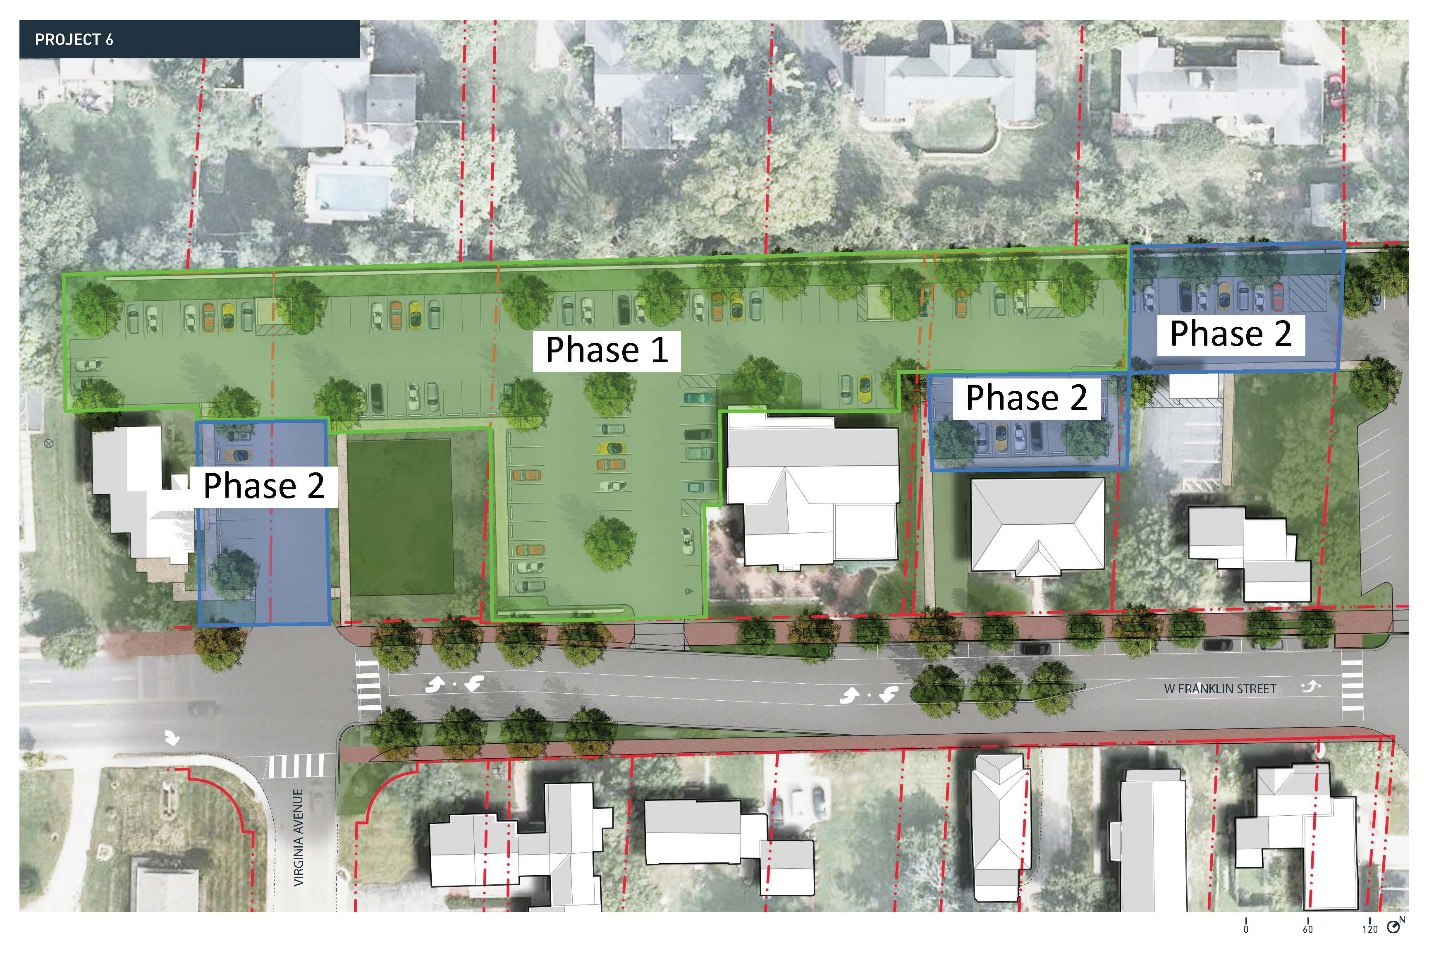 PROJECT 6
Phase 1
Phase 2
Phase 2
Phase 2
W FRANKLIN STREET
VIRGINIA AVENUE
0 60 120 N